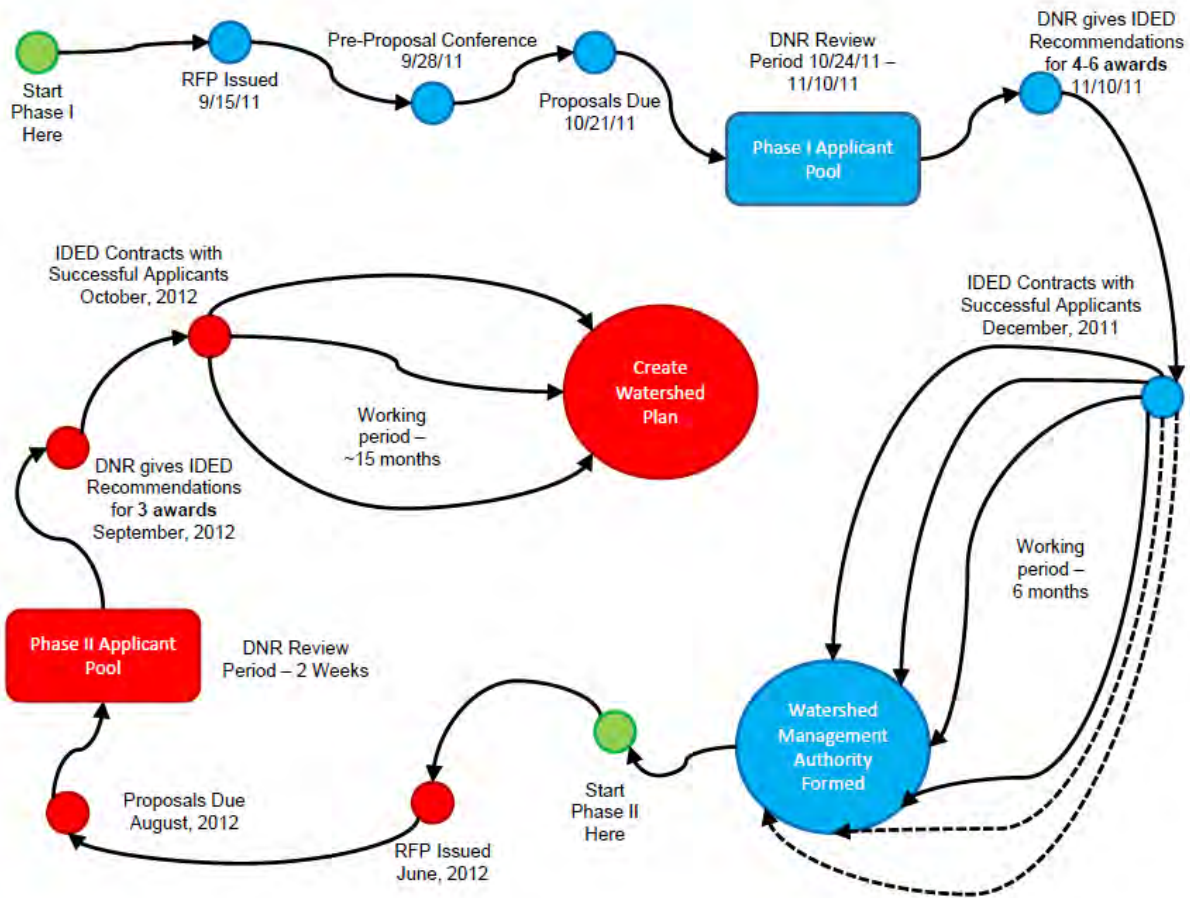 Start
Phase I
Here
RFP Issued
9/15/11
Pre-Proposal Conference
9/28/11
Proposals Due
10/21/11
DNR Review
Period 10/24/11 –
11/10/11
Phase I Applicant
Pool
DNR gives IDED
Recommendations
for 4-6 awards
11/10/11
IDED Contracts with
Successful Applicants
December, 2011
Working
period –
6 months
Watershed
Management
Authority
Formed
Start
Phase II
Here
RFP Issued
June, 2012
Proposals Due
August, 2012
Phase II Applicant
Pool
DNR Review
Period – 2 Weeks
DNR gives IDED
Recommendations
for 3 awards
September, 2012
IDED Contracts with
Successful Applicants
October, 2012
Working
period –
~15 months
Create
Watershed
Plan